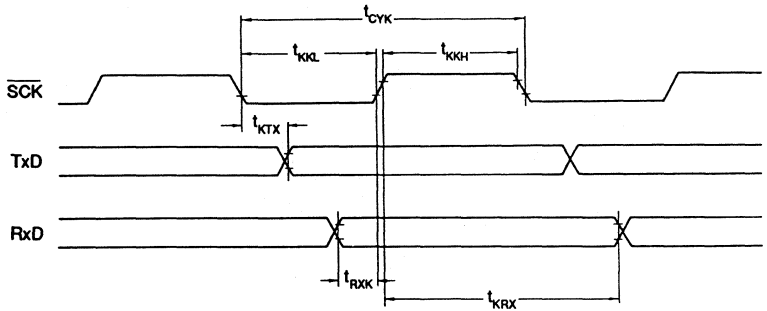 tCYK
tKKL
tKKH
SCK
tKTX
TxD
RxD
tRXK
tKRX